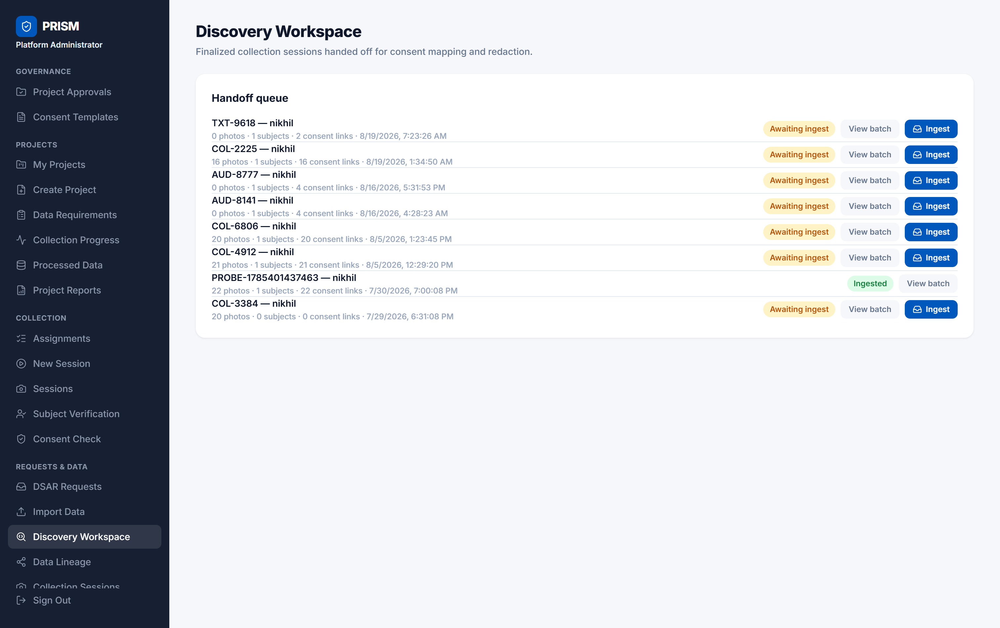 PRISM
Platform Administrator
GOVERNANCE
Project Approvals
Consent Templates
PROJECTS
My Projects
Create Project
Data Requirements
Collection Progress
Processed Data
Project Reports
COLLECTION
Assignments
New Session
Sessions
Subject Verification
Consent Check
REQUESTS & DATA
DSAR Requests
Import Data
Discovery Workspace
Data Lineage
Collection Sessions
Sign Out
Discovery Workspace
Finalized collection sessions handed off for consent mapping and redaction.
Handoff queue
TXT-9618 — nikhil
0 photos · 1 subjects · 2 consent links · 8/19/2026, 7:23:26 AM
Awaiting ingest View batch Ingest
COL-2225 — nikhil
16 photos · 1 subjects · 16 consent links · 8/19/2026, 1:34:50 AM
Awaiting ingest View batch Ingest
AUD-8777 — nikhil
0 photos · 1 subjects · 4 consent links · 8/16/2026, 5:31:53 PM
Awaiting ingest View batch Ingest
AUD-8141 — nikhil
0 photos · 1 subjects · 4 consent links · 8/16/2026, 4:28:23 AM
Awaiting ingest View batch Ingest
COL-6806 — nikhil
20 photos · 1 subjects · 20 consent links · 8/5/2026, 1:23:45 PM
Awaiting ingest View batch Ingest
COL-4912 — nikhil
21 photos · 1 subjects · 21 consent links · 8/5/2026, 12:29:20 PM
Awaiting ingest View batch Ingest
PROBE-1785401437463 — nikhil
22 photos · 1 subjects · 22 consent links · 7/30/2026, 7:00:08 PM
Ingested View batch
COL-3384 — nikhil
20 photos · 0 subjects · 0 consent links · 7/29/2026, 6:31:08 PM
Awaiting ingest View batch Ingest